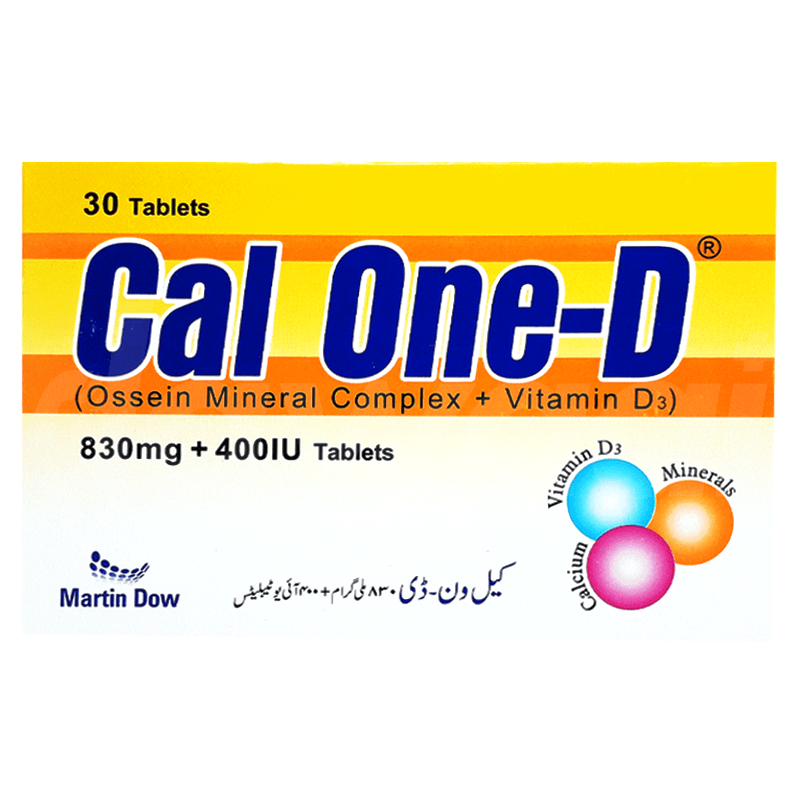 30 Tablets
Cal One-D®
(Ossein Mineral Complex + Vitamin D3)
830mg + 400IU Tablets
Vitamin D3
Minerals
Calcium
Martin Dow
کیل ون۔ڈی ۸۳۰ ملی گرام + ۴۰۰ آئی یو ٹیبلیٹس